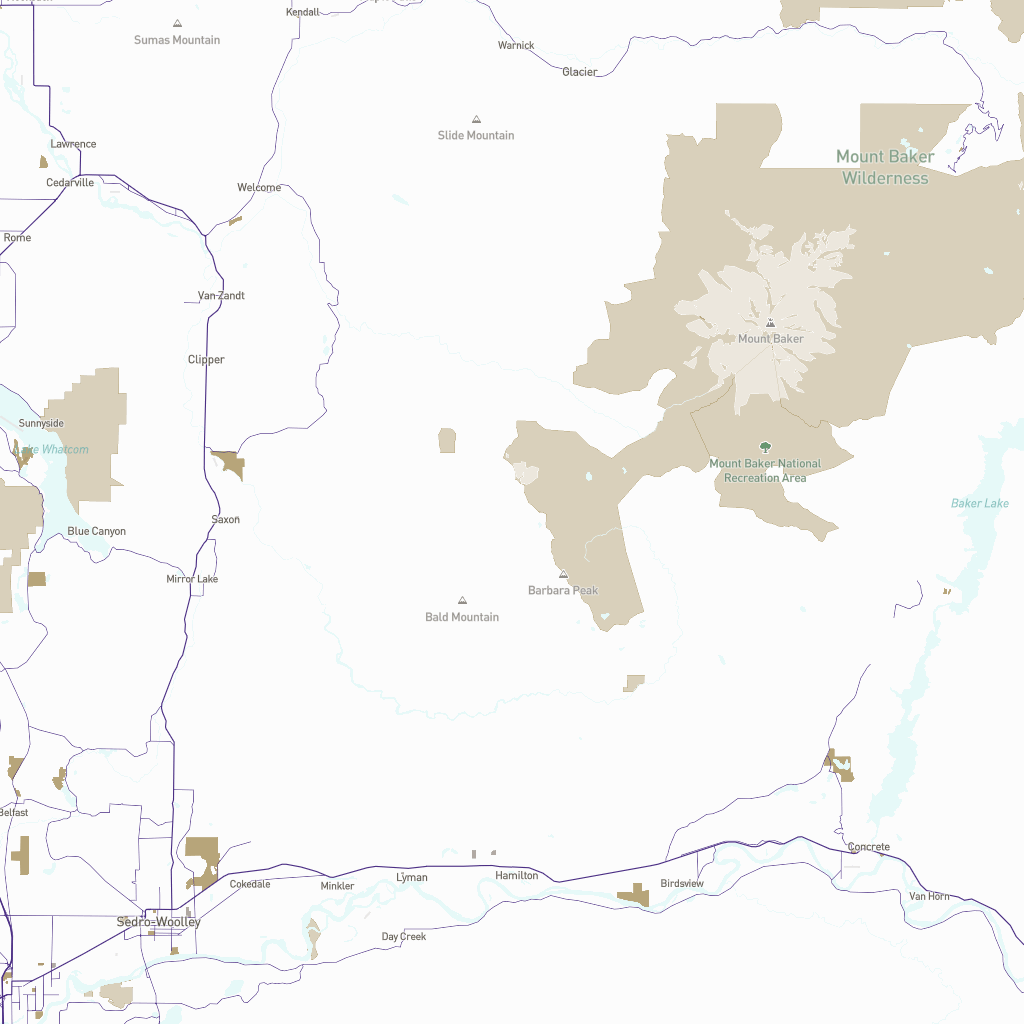 Kendall
Sumas Mountain
Warnick
Glacier
Slide Mountain
Lawrence
Cedarville
Mount Baker
Wilderness
Welcome
Rome
Van Zandt
Mount Baker
Clipper
Sunnyside
Lake Whatcom
Mount Baker National
Recreation Area
Baker Lake
Saxon
Blue Canyon
Mirror Lake
Barbara Peak
Bald Mountain
Belfast
Concrete
Lyman
Hamilton
Cokedale
Minkler
Birdsview
Van Horn
Sedro-Woolley
Day Creek